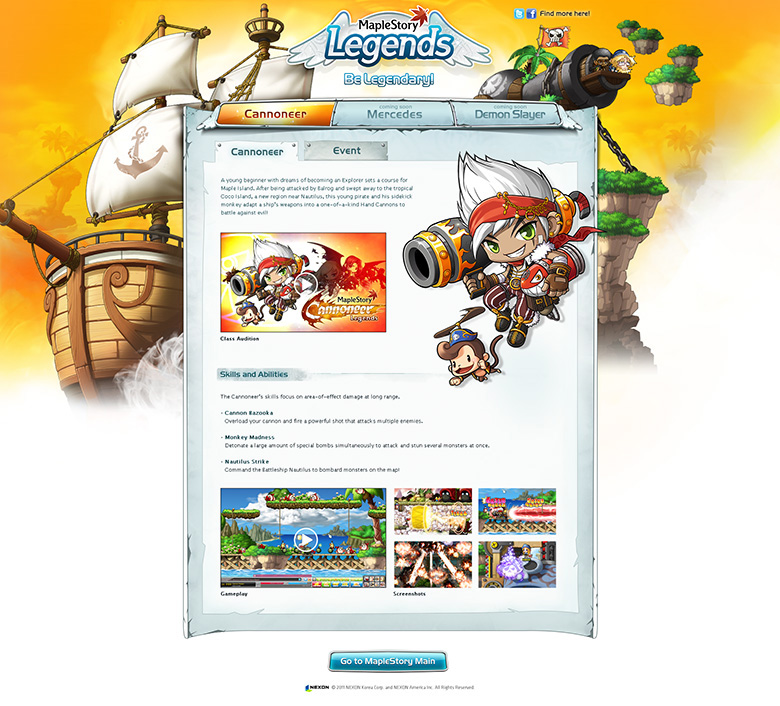 Find more here!
MapleStory
Legends
Be Legendary!
Cannoneer
coming soon
Mercedes
coming soon
Demon Slayer
Cannoneer
Event
A young beginner with dreams of becoming an Explorer sets a course for
Maple Island. After being attacked by Balrog and swept away to the tropical
Coco Island, a new region near Nautilus, this young pirate and his sidekick
monkey adapt a ship's weapons into a one-of-a-kind Hand Cannons to
battle against evil!
MapleStory
Cannoneer
Legends
Class Audition
Skills and Abilities
The Cannoneer's skills focus on area-of-effect damage at long range.
- Cannon Bazooka
Overload your cannon and fire a powerful shot that attacks multiple enemies.
- Monkey Madness
Detonate a large amount of special bombs simultaneously to attack and stun several monsters at once.
- Nautilus Strike
Command the Battleship Nautilus to bombard monsters on the map!
Gameplay
Screenshots
Go to MapleStory Main
NEXON © 2011 NEXON Korea Corp. and NEXON America Inc. All Rights Reserved.